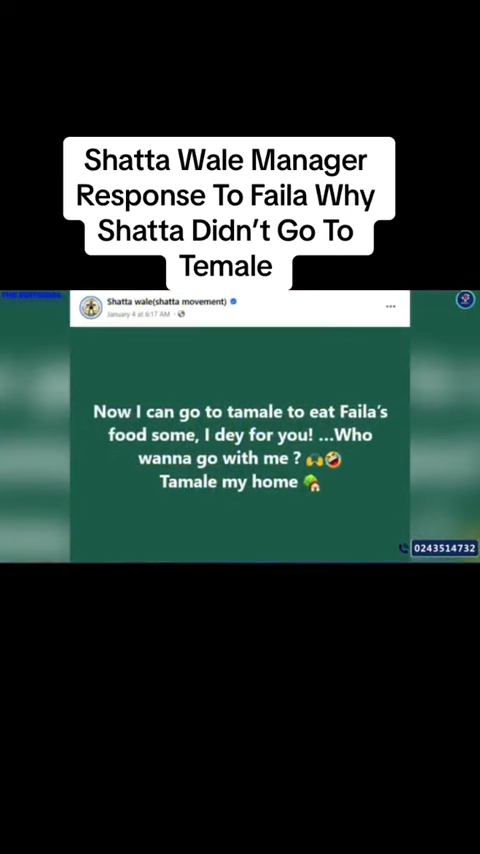 Shatta Wale Manager
Response To Faila Why
Shatta Didn't Go To
Temale
THE EDITORIAL
Shatta wale(shatta movement)
January 4 at 6:17 AM ·
Now I can go to tamale to eat Faila's
food some, I dey for you! ...Who
wanna go with me ? 🙌🤣
Tamale my home 🏡
0243514732